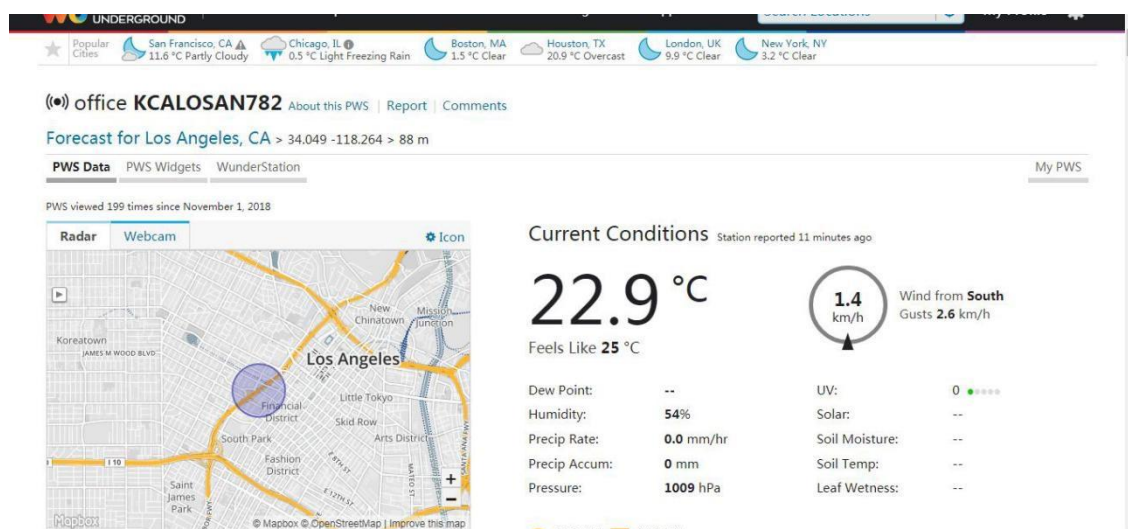 UNDERGROUND
Popular Cities
San Francisco, CA
11.6 °C Partly Cloudy
Chicago, IL
0.5 °C Light Freezing Rain
Boston, MA
1.5 °C Clear
Houston, TX
20.9 °C Overcast
London, UK
9.9 °C Clear
New York, NY
3.2 °C Clear
office KCALOSAN782 About this PWS | Report | Comments
Forecast for Los Angeles, CA > 34.049 -118.264 > 88 m
PWS Data PWS Widgets WunderStation My PWS
PWS viewed 199 times since November 1, 2018
Radar Webcam Icon
Current Conditions Station reported 11 minutes ago
22.9 °C
Feels Like 25 °C
1.4
km/h
Wind from South
Gusts 2.6 km/h
Dew Point: -- UV: 0
Humidity: 54% Solar: --
Precip Rate: 0.0 mm/hr Soil Moisture: --
Precip Accum: 0 mm Soil Temp: --
Pressure: 1009 hPa Leaf Wetness: --
New
Chinatown
Mission
Junction
Koreatown
JAMES M WOOD BLVD
Los Angeles
Little Tokyo
Financial
District
Skid Row
South Park
Arts District
I 10
Fashion
District
E 8TH ST
MATEO ST
SANTA ANA FWY
Saint
James
Park
E 12TH ST
+
−
Mapbox
© Mapbox © OpenStreetMap | Improve this map